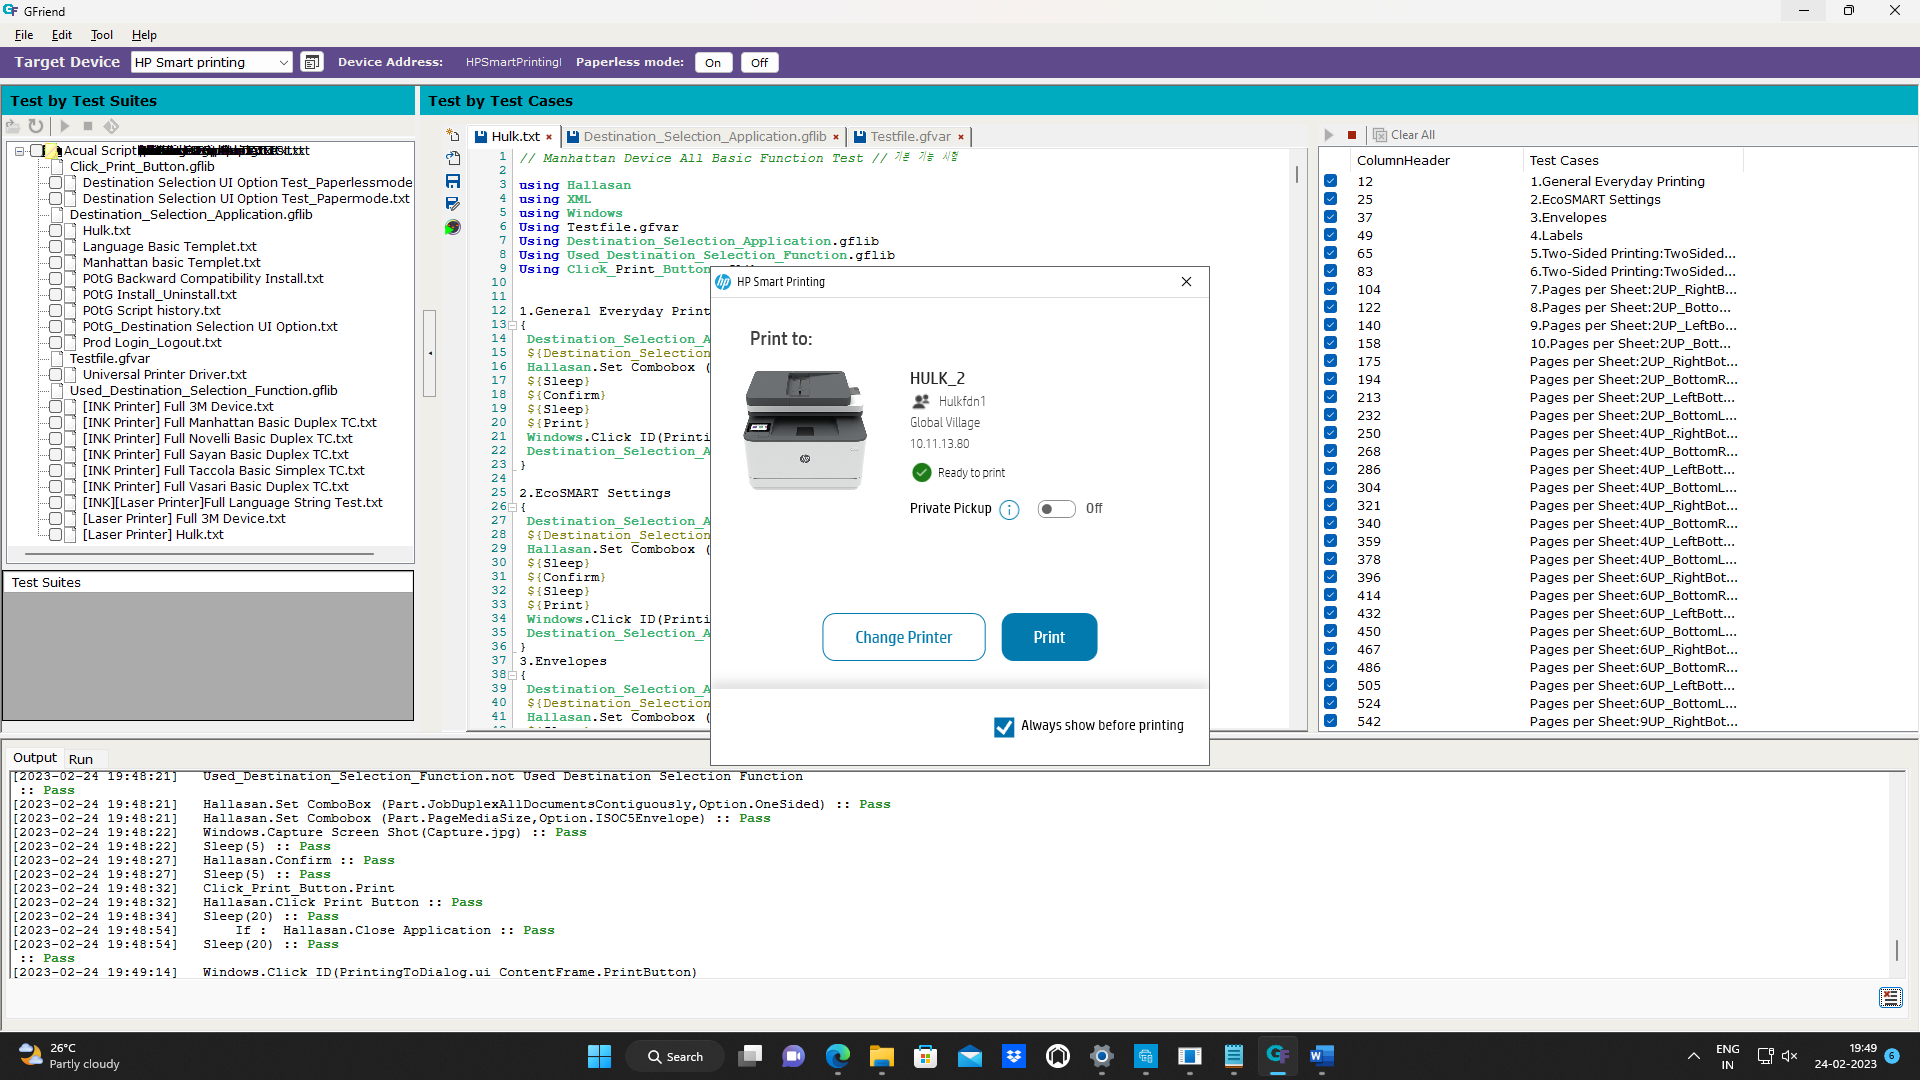 GFriend
File Edit Tool Help
Target Device HP Smart printing Device Address: HPSmartPrintingI Paperless mode: On Off
Test by Test Suites
Acual Script
Click_Print_Button.gflib
Destination Selection UI Option Test_Paperlessmode
Destination Selection UI Option Test_Papermode.txt
Destination_Selection_Application.gflib
Hulk.txt
Language Basic Templet.txt
Manhattan basic Templet.txt
POtG Backward Compatibility Install.txt
POtG Install_Uninstall.txt
POtG Script history.txt
POtG_Destination Selection UI Option.txt
Prod Login_Logout.txt
Testfile.gfvar
Universal Printer Driver.txt
Used_Destination_Selection_Function.gflib
[INK Printer] Full 3M Device.txt
[INK Printer] Full Manhattan Basic Duplex TC.txt
[INK Printer] Full Novelli Basic Duplex TC.txt
[INK Printer] Full Sayan Basic Duplex TC.txt
[INK Printer] Full Taccola Basic Simplex TC.txt
[INK Printer] Full Vasari Basic Duplex TC.txt
[INK][Laser Printer]Full Language String Test.txt
[Laser Printer] Full 3M Device.txt
[Laser Printer] Hulk.txt
Test Suites
Test by Test Cases
Hulk.txt Destination_Selection_Application.gflib Testfile.gfvar
1 // Manhattan Device All Basic Function Test // 기본 기능 시험
2
3 using Hallasan
4 using XML
5 using Windows
6 Using Testfile.gfvar
7 Using Destination_Selection_Application.gflib
8 Using Used_Destination_Selection_Function.gflib
9 Using Click_Print_Button
10
11
12 1.General Everyday Print
13 {
14 Destination_Selection_A
15 ${Destination_Selection
16 Hallasan.Set Combobox (
17 ${Sleep}
18 ${Confirm}
19 ${Sleep}
20 ${Print}
21 Windows.Click ID(Printi
22 Destination_Selection_A
23 }
24
25 2.EcoSMART Settings
26 {
27 Destination_Selection_A
28 ${Destination_Selection
29 Hallasan.Set Combobox (
30 ${Sleep}
31 ${Confirm}
32 ${Sleep}
33 ${Print}
34 Windows.Click ID(Printi
35 Destination_Selection_A
36 }
37 3.Envelopes
38 {
39 Destination_Selection_A
40 ${Destination_Selection
41 Hallasan.Set Combobox (
HP Smart Printing
Print to:
HULK_2
Hulkfdn1
Global Village
10.11.13.80
Ready to print
Private Pickup Off
Change Printer Print
Always show before printing
Clear All
ColumnHeader Test Cases
12 1.General Everyday Printing
25 2.EcoSMART Settings
37 3.Envelopes
49 4.Labels
65 5.Two-Sided Printing:TwoSided...
83 6.Two-Sided Printing:TwoSided...
104 7.Pages per Sheet:2UP_RightB...
122 8.Pages per Sheet:2UP_Botto...
140 9.Pages per Sheet:2UP_LeftBo...
158 10.Pages per Sheet:2UP_Bott...
175 Pages per Sheet:2UP_RightBot...
194 Pages per Sheet:2UP_BottomR...
213 Pages per Sheet:2UP_LeftBott...
232 Pages per Sheet:2UP_BottomL...
250 Pages per Sheet:4UP_RightBot...
268 Pages per Sheet:4UP_BottomR...
286 Pages per Sheet:4UP_LeftBott...
304 Pages per Sheet:4UP_BottomL...
321 Pages per Sheet:4UP_RightBot...
340 Pages per Sheet:4UP_BottomR...
359 Pages per Sheet:4UP_LeftBott...
378 Pages per Sheet:4UP_BottomL...
396 Pages per Sheet:6UP_RightBot...
414 Pages per Sheet:6UP_BottomR...
432 Pages per Sheet:6UP_LeftBott...
450 Pages per Sheet:6UP_BottomL...
467 Pages per Sheet:6UP_RightBot...
486 Pages per Sheet:6UP_BottomR...
505 Pages per Sheet:6UP_LeftBott...
524 Pages per Sheet:6UP_BottomL...
542 Pages per Sheet:9UP_RightBot...
Output Run
[2023-02-24 19:48:21] Used_Destination_Selection_Function.not Used Destination Selection Function
:: Pass
[2023-02-24 19:48:21] Hallasan.Set ComboBox (Part.JobDuplexAllDocumentsContiguously,Option.OneSided) :: Pass
[2023-02-24 19:48:21] Hallasan.Set Combobox (Part.PageMediaSize,Option.ISOC5Envelope) :: Pass
[2023-02-24 19:48:22] Windows.Capture Screen Shot(Capture.jpg) :: Pass
[2023-02-24 19:48:22] Sleep(5) :: Pass
[2023-02-24 19:48:27] Hallasan.Confirm :: Pass
[2023-02-24 19:48:27] Sleep(5) :: Pass
[2023-02-24 19:48:32] Click_Print_Button.Print
[2023-02-24 19:48:32] Hallasan.Click Print Button :: Pass
[2023-02-24 19:48:34] Sleep(20) :: Pass
[2023-02-24 19:48:54] If : Hallasan.Close Application :: Pass
[2023-02-24 19:48:54] Sleep(20) :: Pass
:: Pass
[2023-02-24 19:49:14] Windows.Click ID(PrintingToDialog.ui_ContentFrame.PrintButton)
26°C
Partly cloudy
Search
ENG
IN
19:49
24-02-2023
6